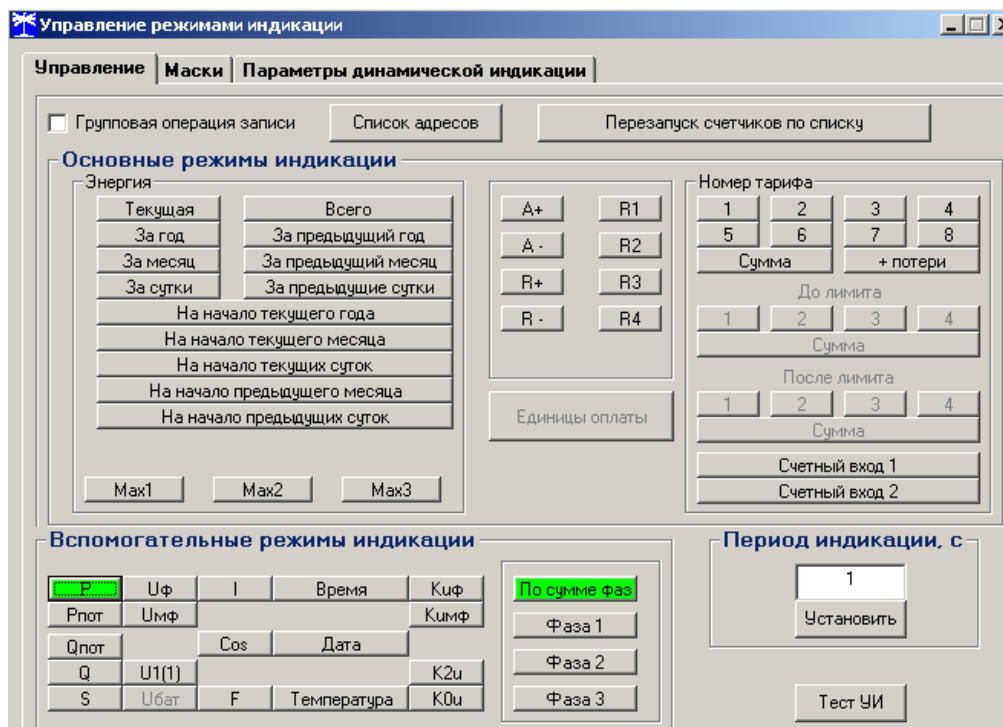 Управление режимами индикации
Управление Маски Параметры динамической индикации
Групповая операция записи Список адресов Перезапуск счетчиков по списку
Основные режимы индикации
Энергия Номер тарифа
Текущая Всего A+ R1 1 2 3 4
За год За предыдущий год A - R2 5 6 7 8
За месяц За предыдущий месяц Сумма + потери
За сутки За предыдущие сутки R+ R3 До лимита
На начало текущего года R - R4 1 2 3 4
На начало текущего месяца Сумма
На начало текущих суток После лимита
На начало предыдущего месяца Единицы оплаты 1 2 3 4
На начало предыдущих суток Сумма
Счетный вход 1
Max1 Max2 Max3 Счетный вход 2
Вспомогательные режимы индикации Период индикации, с
P Uф I Время Kuф По сумме фаз 1
Pпот Uмф Kuмф Фаза 1 Установить
Qпот Cos Дата
Q U1(1) K2u Фаза 2
S Uбат F Температура K0u Фаза 3 Тест УИ